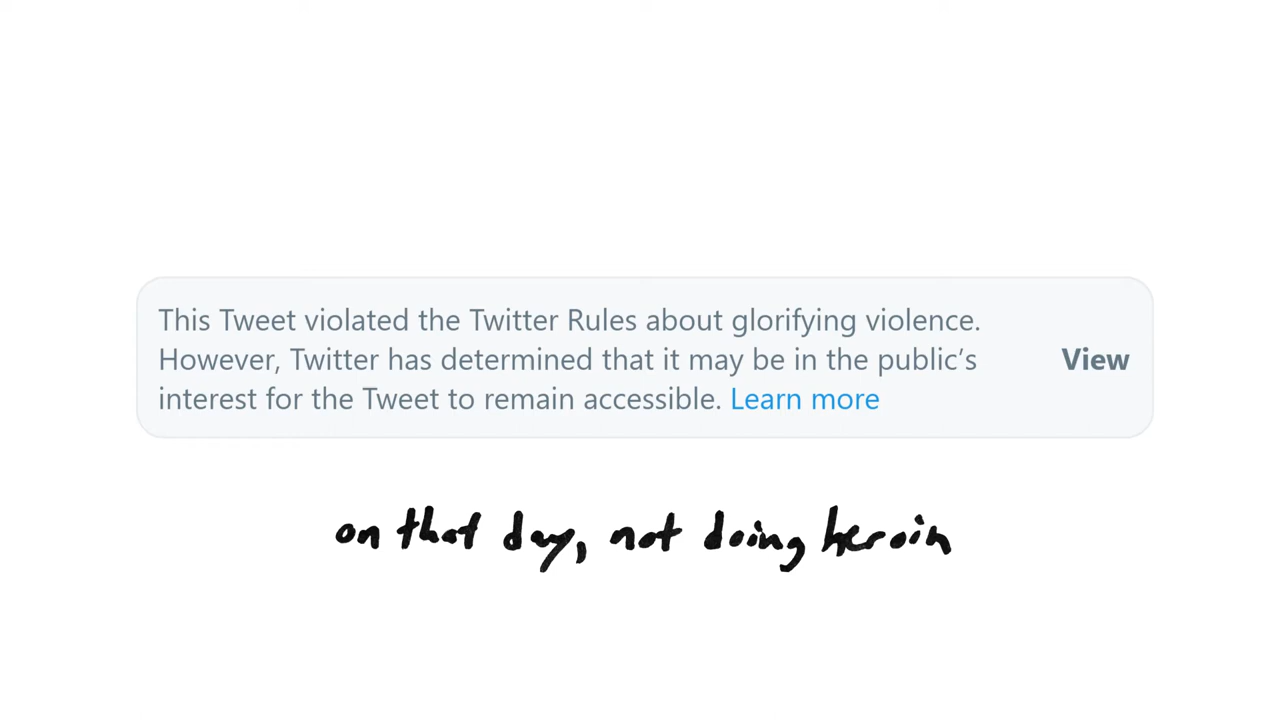 This Tweet violated the Twitter Rules about glorifying violence.
However, Twitter has determined that it may be in the public’s View
interest for the Tweet to remain accessible. Learn more
on that day, not doing heroin